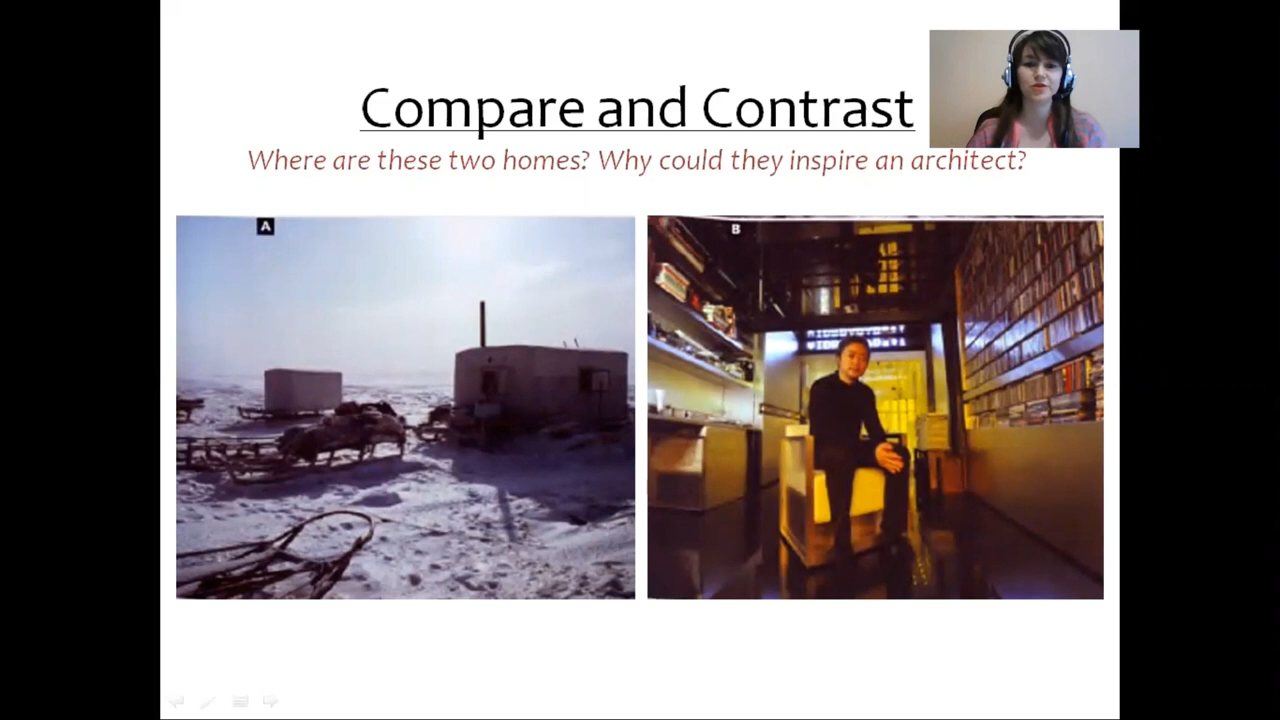 Compare and Contrast
Where are these two homes? Why could they inspire an architect?
A
B